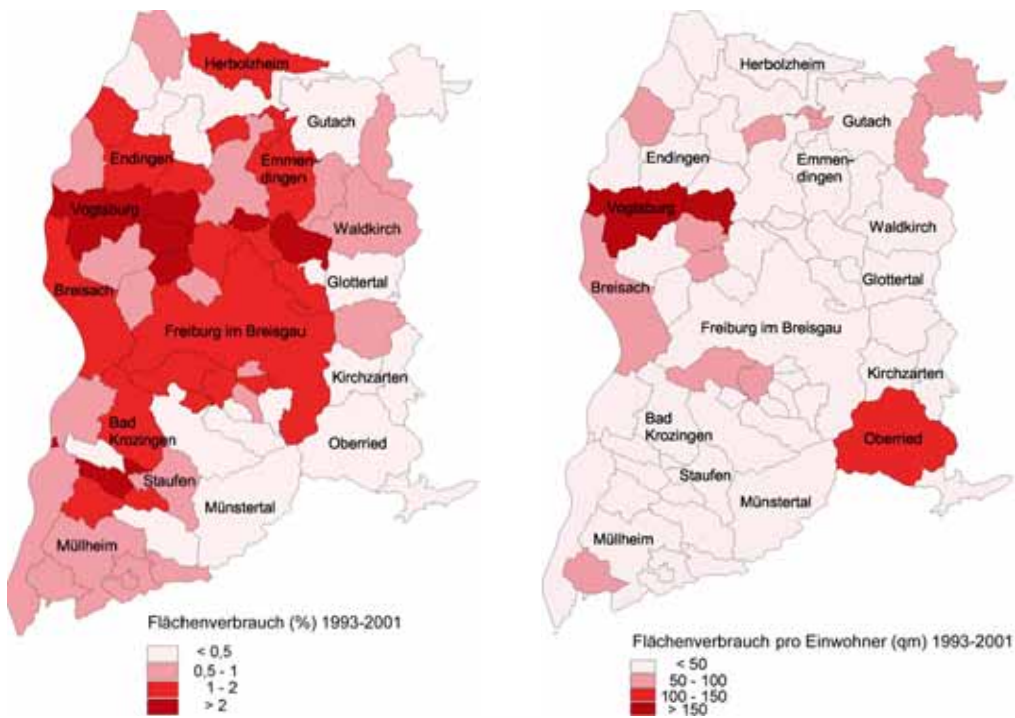 Herbolzheim
Gutach
Endingen
Emmen-
dingen
Vogtsburg
Waldkirch
Glottertal
Breisach
Freiburg im Breisgau
Kirchzarten
Bad
Krozingen
Oberried
Staufen
Münstertal
Müllheim
Flächenverbrauch (%) 1993-2001
< 0,5
0,5 - 1
1 - 2
> 2
Herbolzheim
Gutach
Endingen
Emmen-
dingen
Vogtsburg
Waldkirch
Glottertal
Breisach
Freiburg im Breisgau
Kirchzarten
Bad
Krozingen
Oberried
Staufen
Münstertal
Müllheim
Flächenverbrauch pro Einwohner (qm) 1993-2001
< 50
50 - 100
100 - 150
> 150